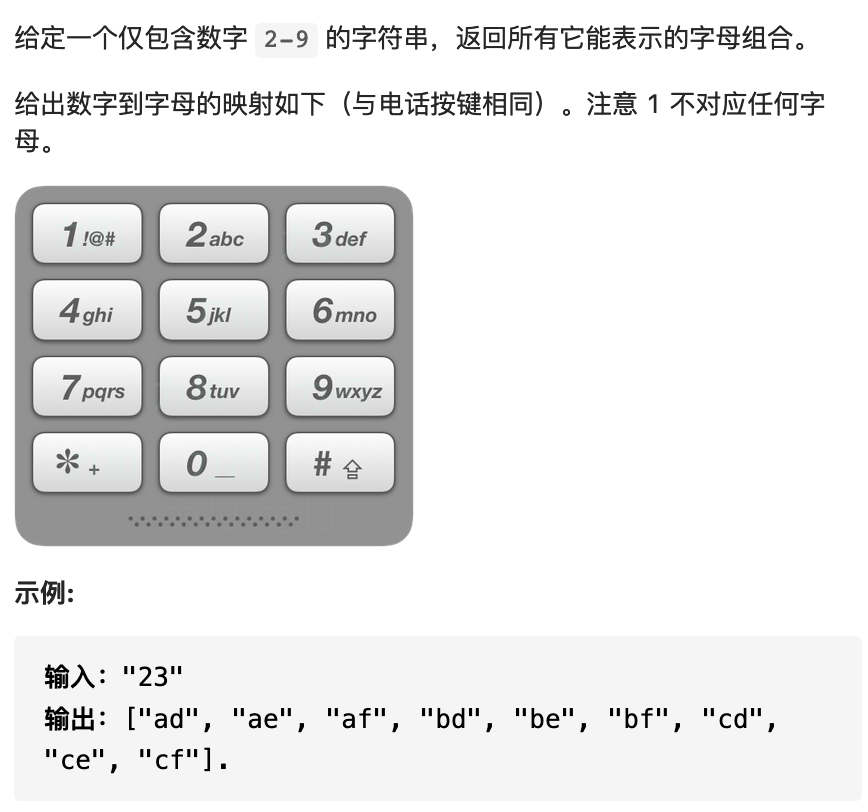 给定一个仅包含数字 2-9 的字符串，返回所有它能表示的字母组合。
给出数字到字母的映射如下（与电话按键相同）。注意 1 不对应任何字
母。
1 !@# 2 abc 3 def
4 ghi 5 jkl 6 mno
7 pqrs 8 tuv 9 wxyz
* + 0 _ #
示例:
输入："23"
输出：["ad", "ae", "af", "bd", "be", "bf", "cd",
"ce", "cf"].